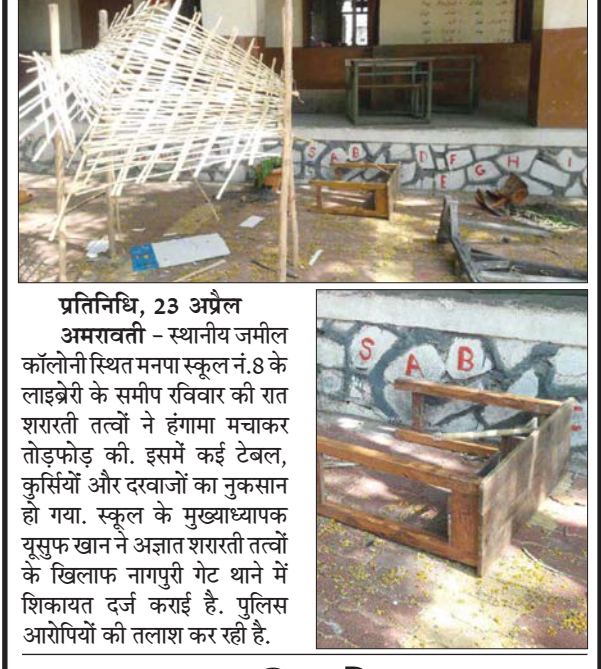 S A B D F G H I
E
प्रतिनिधि, 23 अप्रैल
अमरावती - स्थानीय जमील
कॉलोनी स्थित मनपा स्कूल नं.8 के
लाइब्रेरी के समीप रविवार की रात
शरारती तत्वों ने हंगामा मचाकर
तोड़फोड़ की. इसमें कई टेबल,
कुर्सियों और दरवाजों का नुकसान
हो गया. स्कूल के मुख्याध्यापक
यूसुफ खान ने अज्ञात शरारती तत्वों
के खिलाफ नागपुरी गेट थाने में
शिकायत दर्ज कराई है. पुलिस
आरोपियों की तलाश कर रही है.
S A B